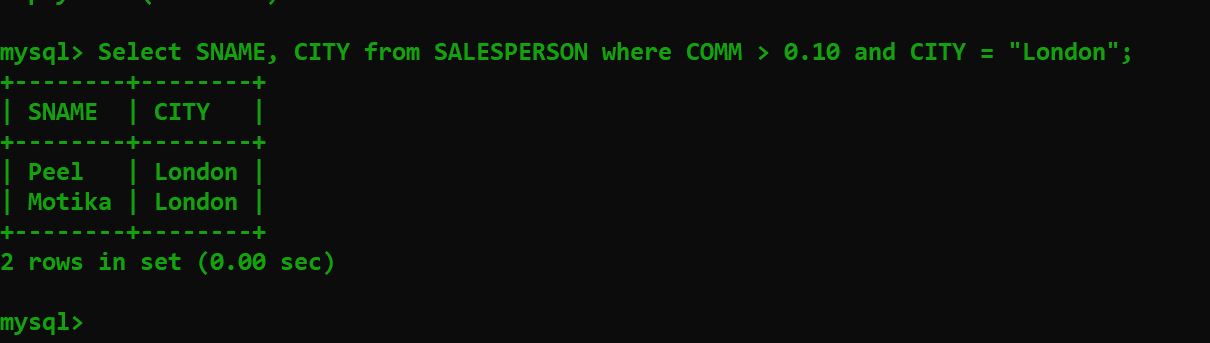 mysql> Select SNAME, CITY from SALESPERSON where COMM > 0.10 and CITY = "London";
+--------+--------+
| SNAME  | CITY   |
+--------+--------+
| Peel   | London |
| Motika | London |
+--------+--------+
2 rows in set (0.00 sec)
mysql>